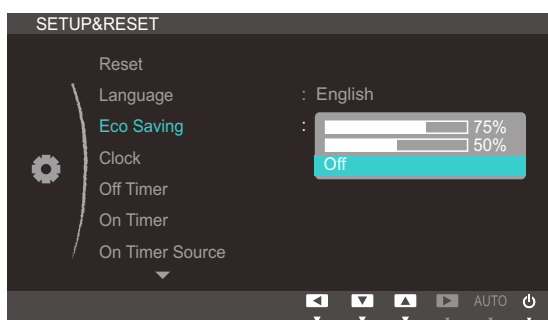 SETUP&RESET
Reset
Language : English
Eco Saving : 75%
50%
Clock Off
Off Timer
On Timer
On Timer Source
AUTO